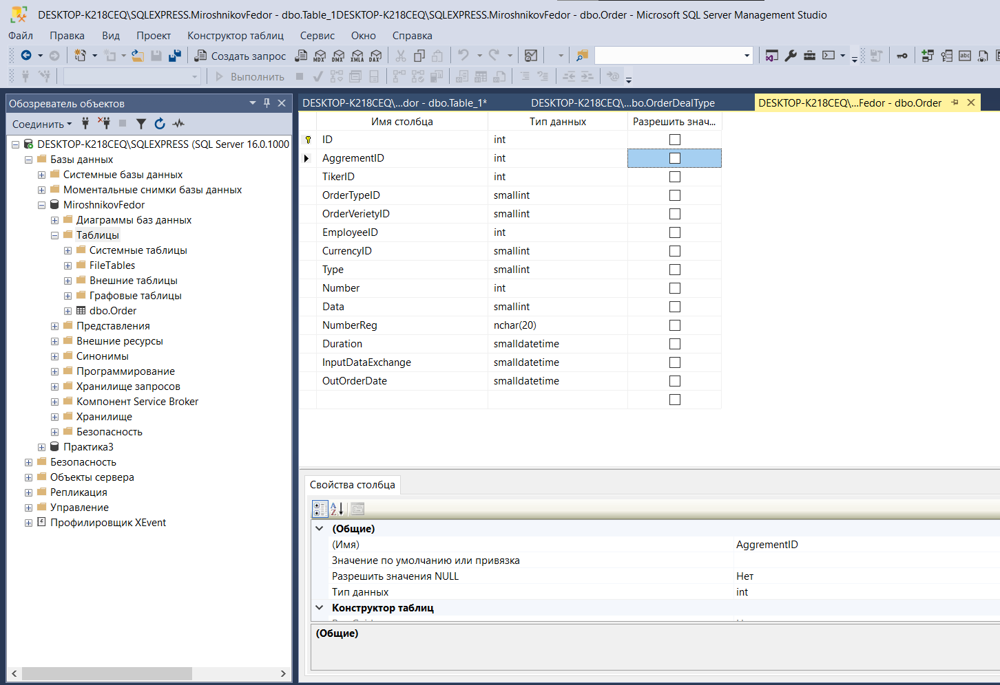 DESKTOP-K218CEQ\SQLEXPRESS.MiroshnikovFedor - dbo.Table_1DESKTOP-K218CEQ\SQLEXPRESS.MiroshnikovFedor - dbo.Order - Microsoft SQL Server Management Studio
Файл Правка Вид Проект Конструктор таблиц Сервис Окно Справка
Создать запрос MDX DMX XMLA DAX
Выполнить
Обозреватель объектов
Соединить
DESKTOP-K218CEQ\SQLEXPRESS (SQL Server 16.0.1000
Базы данных
Системные базы данных
Моментальные снимки базы данных
MiroshnikovFedor
Диаграммы баз данных
Таблицы
Системные таблицы
FileTables
Внешние таблицы
Графовые таблицы
dbo.Order
Представления
Внешние ресурсы
Синонимы
Программирование
Хранилище запросов
Компонент Service Broker
Хранилище
Безопасность
Практика3
Безопасность
Объекты сервера
Репликация
Управление
Профилировщик XEvent
DESKTOP-K218CEQ\...dor - dbo.Table_1* DESKTOP-K218CEQ\...bo.OrderDealType DESKTOP-K218CEQ\...Fedor - dbo.Order
Имя столбца Тип данных Разрешить знач...
ID int
AggrementID int
TikerID int
OrderTypeID smallint
OrderVerietyID smallint
EmployeeID int
CurrencyID smallint
Type smallint
Number int
Data smallint
NumberReg nchar(20)
Duration smalldatetime
InputDataExchange smalldatetime
OutOrderDate smalldatetime
Свойства столбца
(Общие)
(Имя) AggrementID
Значение по умолчанию или привязка
Разрешить значения NULL Нет
Тип данных int
Конструктор таблиц
(Общие)